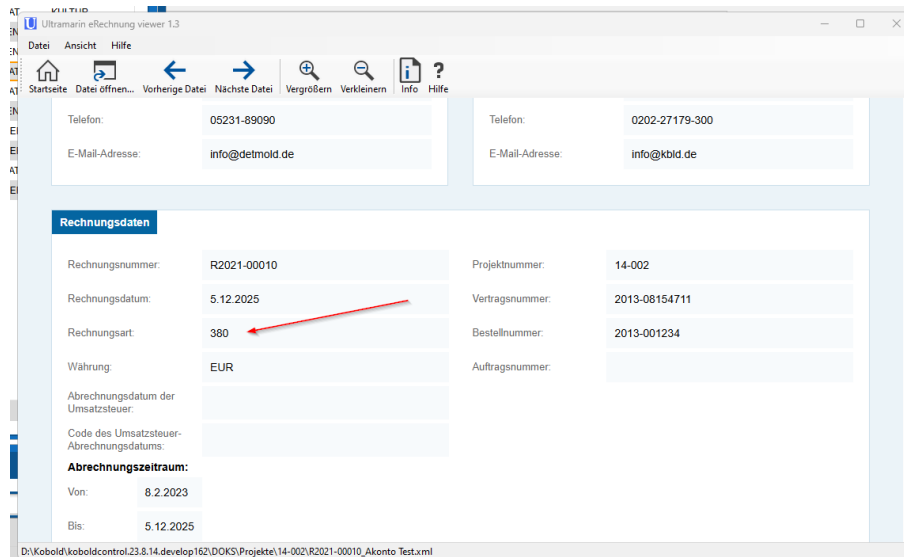 KULTUR
Ultramarin eRechnung viewer 1.3
Datei Ansicht Hilfe
Startseite Datei öffnen... Vorherige Datei Nächste Datei Vergrößern Verkleinern Info Hilfe
Telefon: 05231-89090 Telefon: 0202-27179-300
E-Mail-Adresse: info@detmold.de E-Mail-Adresse: info@kbld.de
Rechnungsdaten
Rechnungsnummer: R2021-00010 Projektnummer: 14-002
Rechnungsdatum: 5.12.2025 Vertragsnummer: 2013-08154711
Rechnungsart: 380 Bestellnummer: 2013-001234
Währung: EUR Auftragsnummer:
Abrechnungsdatum der
Umsatzsteuer:
Code des Umsatzsteuer-
Abrechnungsdatums:
Abrechnungszeitraum:
Von: 8.2.2023
Bis: 5.12.2025
D:\Kobold\koboldcontrol.23.8.14.develop162\DOKS\Projekte\14-002\R2021-00010_Akonto Test.xml